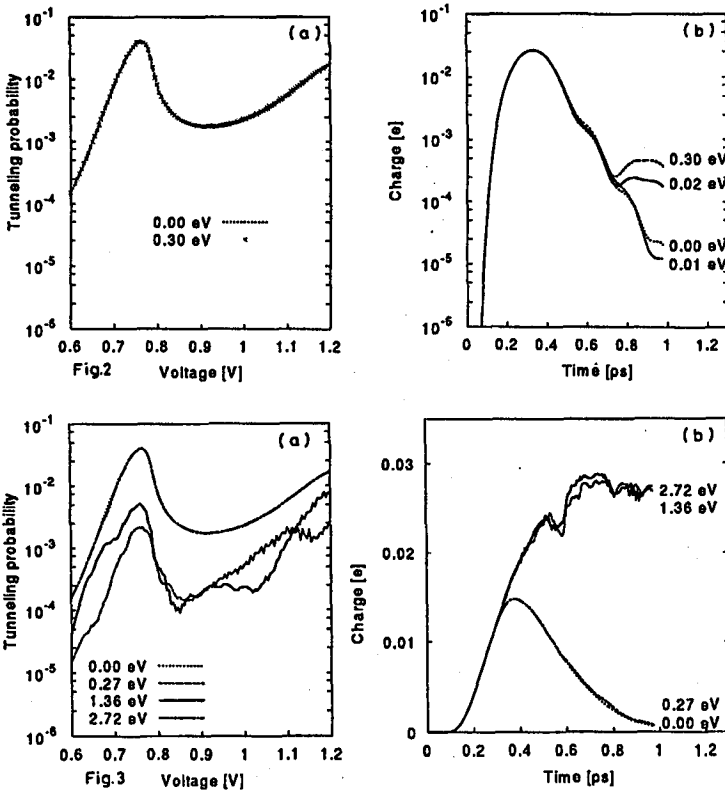 10^-1
10^-2
10^-3
10^-4
10^-5
10^-6
Tunneling probability
(a)
0.00 eV
0.30 eV
0.6 0.7 0.8 0.9 1 1.1 1.2
Fig.2
Voltage [V]
10^-1
10^-2
10^-3
10^-4
10^-5
10^-6
Charge [e]
(b)
0.30 eV
0.02 eV
0.00 eV
0.01 eV
0 0.2 0.4 0.6 0.8 1 1.2
Time [ps]
10^-1
10^-2
10^-3
10^-4
10^-5
10^-6
Tunneling probability
(a)
0.00 eV
0.27 eV
1.36 eV
2.72 eV
0.6 0.7 0.8 0.9 1 1.1 1.2
Fig.3
Voltage [V]
0.03
0.02
0.01
0
Charge [e]
(b)
2.72 eV
1.36 eV
0.27 eV
0.00 eV
0 0.2 0.4 0.6 0.8 1 1.2
Time [ps]